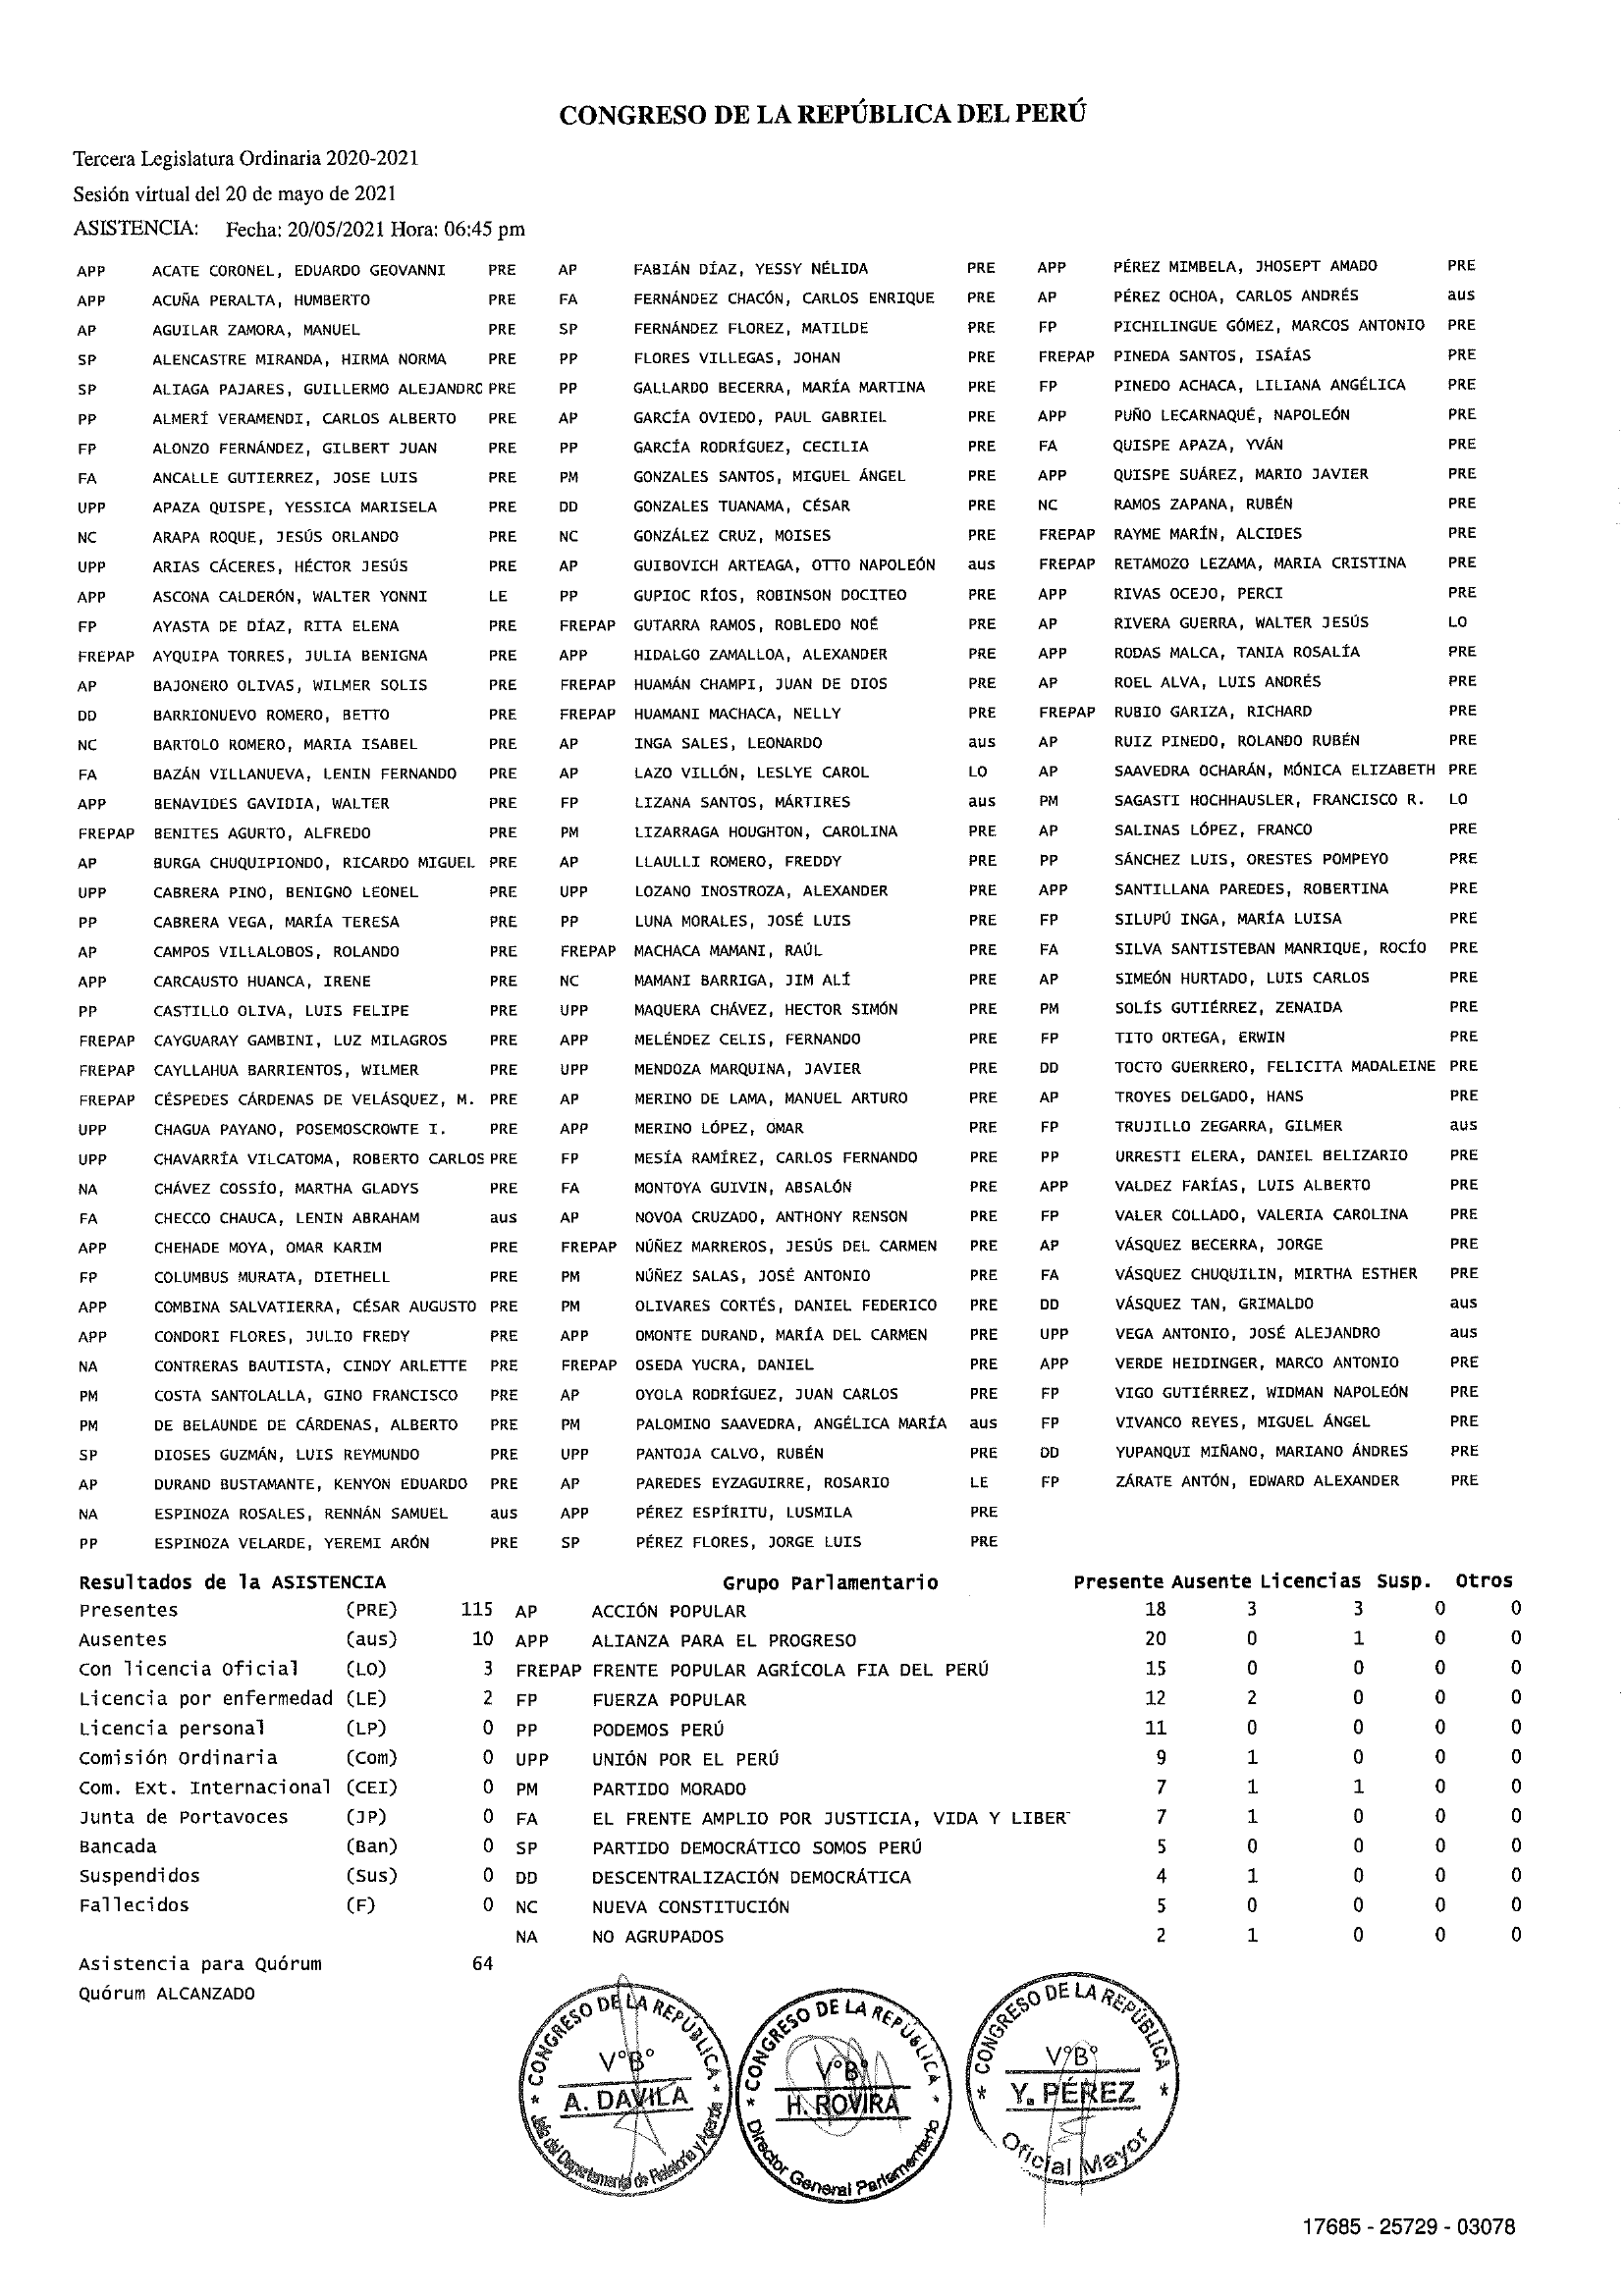 CONGRESO DE LA REPÚBLICA DEL PERÚ
Tercera Legislatura Ordinaria 2020-2021
Sesión virtual del 20 de mayo de 2021
ASISTENCIA: Fecha: 20/05/2021 Hora: 06:45 pm
APP ACATE CORONEL, EDUARDO GEOVANNI PRE AP FABIÁN DÍAZ, YESSY NÉLIDA PRE APP PÉREZ MIMBELA, JHOSEPT AMADO PRE
APP ACUÑA PERALTA, HUMBERTO PRE FA FERNÁNDEZ CHACÓN, CARLOS ENRIQUE PRE AP PÉREZ OCHOA, CARLOS ANDRÉS aus
AP AGUILAR ZAMORA, MANUEL PRE SP FERNÁNDEZ FLOREZ, MATILDE PRE FP PICHILINGUE GÓMEZ, MARCOS ANTONIO PRE
SP ALENCASTRE MIRANDA, HIRMA NORMA PRE PP FLORES VILLEGAS, JOHAN PRE FREPAP PINEDA SANTOS, ISAÍAS PRE
SP ALIAGA PAJARES, GUILLERMO ALEJANDRO PRE PP GALLARDO BECERRA, MARÍA MARTINA PRE FP PINEDO ACHACA, LILIANA ANGÉLICA PRE
PP ALMERÍ VERAMENDI, CARLOS ALBERTO PRE AP GARCÍA OVIEDO, PAUL GABRIEL PRE APP PUÑO LECARNAQUÉ, NAPOLEÓN PRE
FP ALONZO FERNÁNDEZ, GILBERT JUAN PRE PP GARCÍA RODRÍGUEZ, CECILIA PRE FA QUISPE APAZA, YVÁN PRE
FA ANCALLE GUTIERREZ, JOSE LUIS PRE PM GONZALES SANTOS, MIGUEL ÁNGEL PRE APP QUISPE SUÁREZ, MARIO JAVIER PRE
UPP APAZA QUISPE, YESSICA MARISELA PRE DD GONZALES TUANAMA, CÉSAR PRE NC RAMOS ZAPANA, RUBÉN PRE
NC ARAPA ROQUE, JESÚS ORLANDO PRE NC GONZÁLEZ CRUZ, MOISES PRE FREPAP RAYME MARÍN, ALCIDES PRE
UPP ARIAS CÁCERES, HÉCTOR JESÚS PRE AP GUIBOVICH ARTEAGA, OTTO NAPOLEÓN aus FREPAP RETAMOZO LEZAMA, MARIA CRISTINA PRE
APP ASCONA CALDERÓN, WALTER YONNI LE PP GUPIOC RÍOS, ROBINSON DOCITEO PRE APP RIVAS OCEJO, PERCI PRE
FP AYASTA DE DÍAZ, RITA ELENA PRE FREPAP GUTARRA RAMOS, ROBLEDO NOÉ PRE AP RIVERA GUERRA, WALTER JESÚS LO
FREPAP AYQUIPA TORRES, JULIA BENIGNA PRE APP HIDALGO ZAMALLOA, ALEXANDER PRE APP RODAS MALCA, TANIA ROSALÍA PRE
AP BAJONERO OLIVAS, WILMER SOLIS PRE FREPAP HUAMÁN CHAMPI, JUAN DE DIOS PRE AP ROEL ALVA, LUIS ANDRÉS PRE
DD BARRIONUEVO ROMERO, BETTO PRE FREPAP HUAMANI MACHACA, NELLY PRE FREPAP RUBIO GARIZA, RICHARD PRE
NC BARTOLO ROMERO, MARIA ISABEL PRE AP INGA SALES, LEONARDO aus AP RUIZ PINEDO, ROLANDO RUBÉN PRE
FA BAZÁN VILLANUEVA, LENIN FERNANDO PRE AP LAZO VILLÓN, LESLYE CAROL LO AP SAAVEDRA OCHARÁN, MÓNICA ELIZABETH PRE
APP BENAVIDES GAVIDIA, WALTER PRE FP LIZANA SANTOS, MÁRTIRES aus PM SAGASTI HOCHHAUSLER, FRANCISCO R. LO
FREPAP BENITES AGURTO, ALFREDO PRE PM LIZARRAGA HOUGHTON, CAROLINA PRE AP SALINAS LÓPEZ, FRANCO PRE
AP BURGA CHUQUIPIONDO, RICARDO MIGUEL PRE AP LLAULLI ROMERO, FREDDY PRE PP SÁNCHEZ LUIS, ORESTES POMPEYO PRE
UPP CABRERA PINO, BENIGNO LEONEL PRE UPP LOZANO INOSTROZA, ALEXANDER PRE APP SANTILLANA PAREDES, ROBERTINA PRE
PP CABRERA VEGA, MARÍA TERESA PRE PP LUNA MORALES, JOSÉ LUIS PRE FP SILUPÚ INGA, MARÍA LUISA PRE
AP CAMPOS VILLALOBOS, ROLANDO PRE FREPAP MACHACA MAMANI, RAÚL PRE FA SILVA SANTISTEBAN MANRIQUE, ROCÍO PRE
APP CARCAUSTO HUANCA, IRENE PRE NC MAMANI BARRIGA, JIM ALÍ PRE AP SIMEÓN HURTADO, LUIS CARLOS PRE
PP CASTILLO OLIVA, LUIS FELIPE PRE UPP MAQUERA CHÁVEZ, HECTOR SIMÓN PRE PM SOLÍS GUTIÉRREZ, ZENAIDA PRE
FREPAP CAYGUARAY GAMBINI, LUZ MILAGROS PRE APP MELÉNDEZ CELIS, FERNANDO PRE FP TITO ORTEGA, ERWIN PRE
FREPAP CAYLLAHUA BARRIENTOS, WILMER PRE UPP MENDOZA MARQUINA, JAVIER PRE DD TOCTO GUERRERO, FELICITA MADALEINE PRE
FREPAP CÉSPEDES CÁRDENAS DE VELÁSQUEZ, M. PRE AP MERINO DE LAMA, MANUEL ARTURO PRE AP TROYES DELGADO, HANS PRE
UPP CHAGUA PAYANO, POSEMOSCROWTE I. PRE APP MERINO LÓPEZ, OMAR PRE FP TRUJILLO ZEGARRA, GILMER aus
UPP CHAVARRÍA VILCATOMA, ROBERTO CARLOS PRE FP MESÍA RAMÍREZ, CARLOS FERNANDO PRE PP URRESTI ELERA, DANIEL BELIZARIO PRE
NA CHÁVEZ COSSÍO, MARTHA GLADYS PRE FA MONTOYA GUIVIN, ABSALÓN PRE APP VALDEZ FARÍAS, LUIS ALBERTO PRE
FA CHECCO CHAUCA, LENIN ABRAHAM aus AP NOVOA CRUZADO, ANTHONY RENSON PRE FP VALER COLLADO, VALERIA CAROLINA PRE
APP CHEHADE MOYA, OMAR KARIM PRE FREPAP NÚÑEZ MARREROS, JESÚS DEL CARMEN PRE AP VÁSQUEZ BECERRA, JORGE PRE
FP COLUMBUS MURATA, DIETHELL PRE PM NÚÑEZ SALAS, JOSÉ ANTONIO PRE FA VÁSQUEZ CHUQUILIN, MIRTHA ESTHER PRE
APP COMBINA SALVATIERRA, CÉSAR AUGUSTO PRE PM OLIVARES CORTÉS, DANIEL FEDERICO PRE DD VÁSQUEZ TAN, GRIMALDO aus
APP CONDORI FLORES, JULIO FREDY PRE APP OMONTE DURAND, MARÍA DEL CARMEN PRE UPP VEGA ANTONIO, JOSÉ ALEJANDRO aus
NA CONTRERAS BAUTISTA, CINDY ARLETTE PRE FREPAP OSEDA YUCRA, DANIEL PRE APP VERDE HEIDINGER, MARCO ANTONIO PRE
PM COSTA SANTOLALLA, GINO FRANCISCO PRE AP OYOLA RODRÍGUEZ, JUAN CARLOS PRE FP VIGO GUTIÉRREZ, WIDMAN NAPOLEÓN PRE
PM DE BELAUNDE DE CÁRDENAS, ALBERTO PRE PM PALOMINO SAAVEDRA, ANGÉLICA MARÍA aus FP VIVANCO REYES, MIGUEL ÁNGEL PRE
SP DIOSES GUZMÁN, LUIS REYMUNDO PRE UPP PANTOJA CALVO, RUBÉN PRE DD YUPANQUI MIÑANO, MARIANO ÁNDRES PRE
AP DURAND BUSTAMANTE, KENYON EDUARDO PRE AP PAREDES EYZAGUIRRE, ROSARIO LE FP ZÁRATE ANTÓN, EDWARD ALEXANDER PRE
NA ESPINOZA ROSALES, RENNÁN SAMUEL aus APP PÉREZ ESPÍRITU, LUSMILA PRE
PP ESPINOZA VELARDE, YEREMI ARÓN PRE SP PÉREZ FLORES, JORGE LUIS PRE
Resultados de la ASISTENCIA Grupo Parlamentario Presente Ausente Licencias Susp. Otros
Presentes (PRE) 115 AP ACCIÓN POPULAR 18 3 3 0 0
Ausentes (aus) 10 APP ALIANZA PARA EL PROGRESO 20 0 1 0 0
Con licencia Oficial (LO) 3 FREPAP FRENTE POPULAR AGRÍCOLA FIA DEL PERÚ 15 0 0 0 0
Licencia por enfermedad (LE) 2 FP FUERZA POPULAR 12 2 0 0 0
Licencia personal (LP) 0 PP PODEMOS PERÚ 11 0 0 0 0
Comisión Ordinaria (Com) 0 UPP UNIÓN POR EL PERÚ 9 1 0 0 0
Com. Ext. Internacional (CEI) 0 PM PARTIDO MORADO 7 1 1 0 0
Junta de Portavoces (JP) 0 FA EL FRENTE AMPLIO POR JUSTICIA, VIDA Y LIBER 7 1 0 0 0
Bancada (Ban) 0 SP PARTIDO DEMOCRÁTICO SOMOS PERÚ 5 0 0 0 0
Suspendidos (Sus) 0 DD DESCENTRALIZACIÓN DEMOCRÁTICA 4 1 0 0 0
Fallecidos (F) 0 NC NUEVA CONSTITUCIÓN 5 0 0 0 0
NA NO AGRUPADOS 2 1 0 0 0
Asistencia para Quórum 64
Quórum ALCANZADO
* CONGRESO DE LA REPÚBLICA *
V°B°
A. DAVILA
Jefa del Departamento de Relatoría y Agenda
* CONGRESO DE LA REPÚBLICA *
V°B°
H. ROVIRA
Director General Parlamentario
* CONGRESO DE LA REPÚBLICA *
V°B°
Y. PÉREZ
Oficial Mayor
17685 - 25729 - 03078